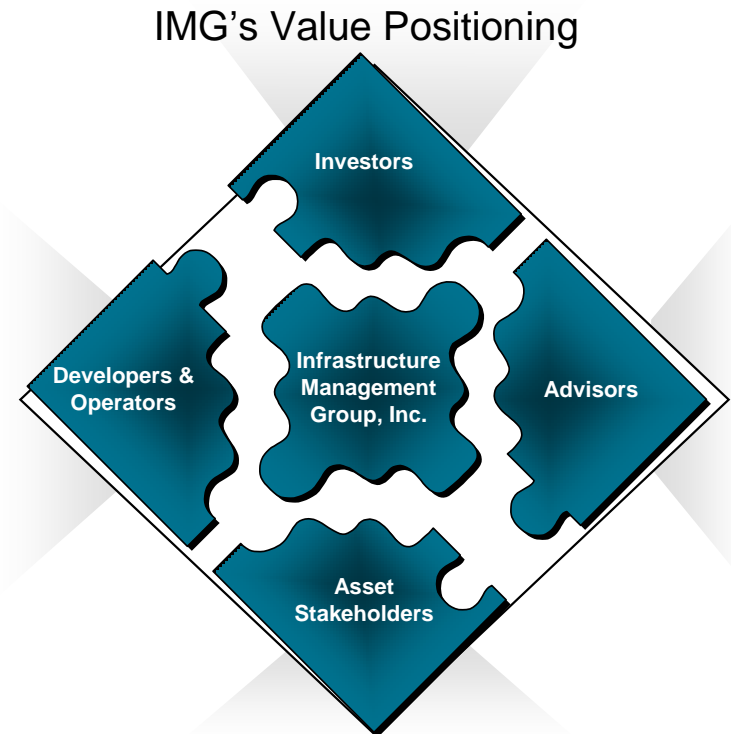 IMG's Value Positioning
Investors
Developers &
Operators
Infrastructure
Management
Group, Inc.
Advisors
Asset
Stakeholders